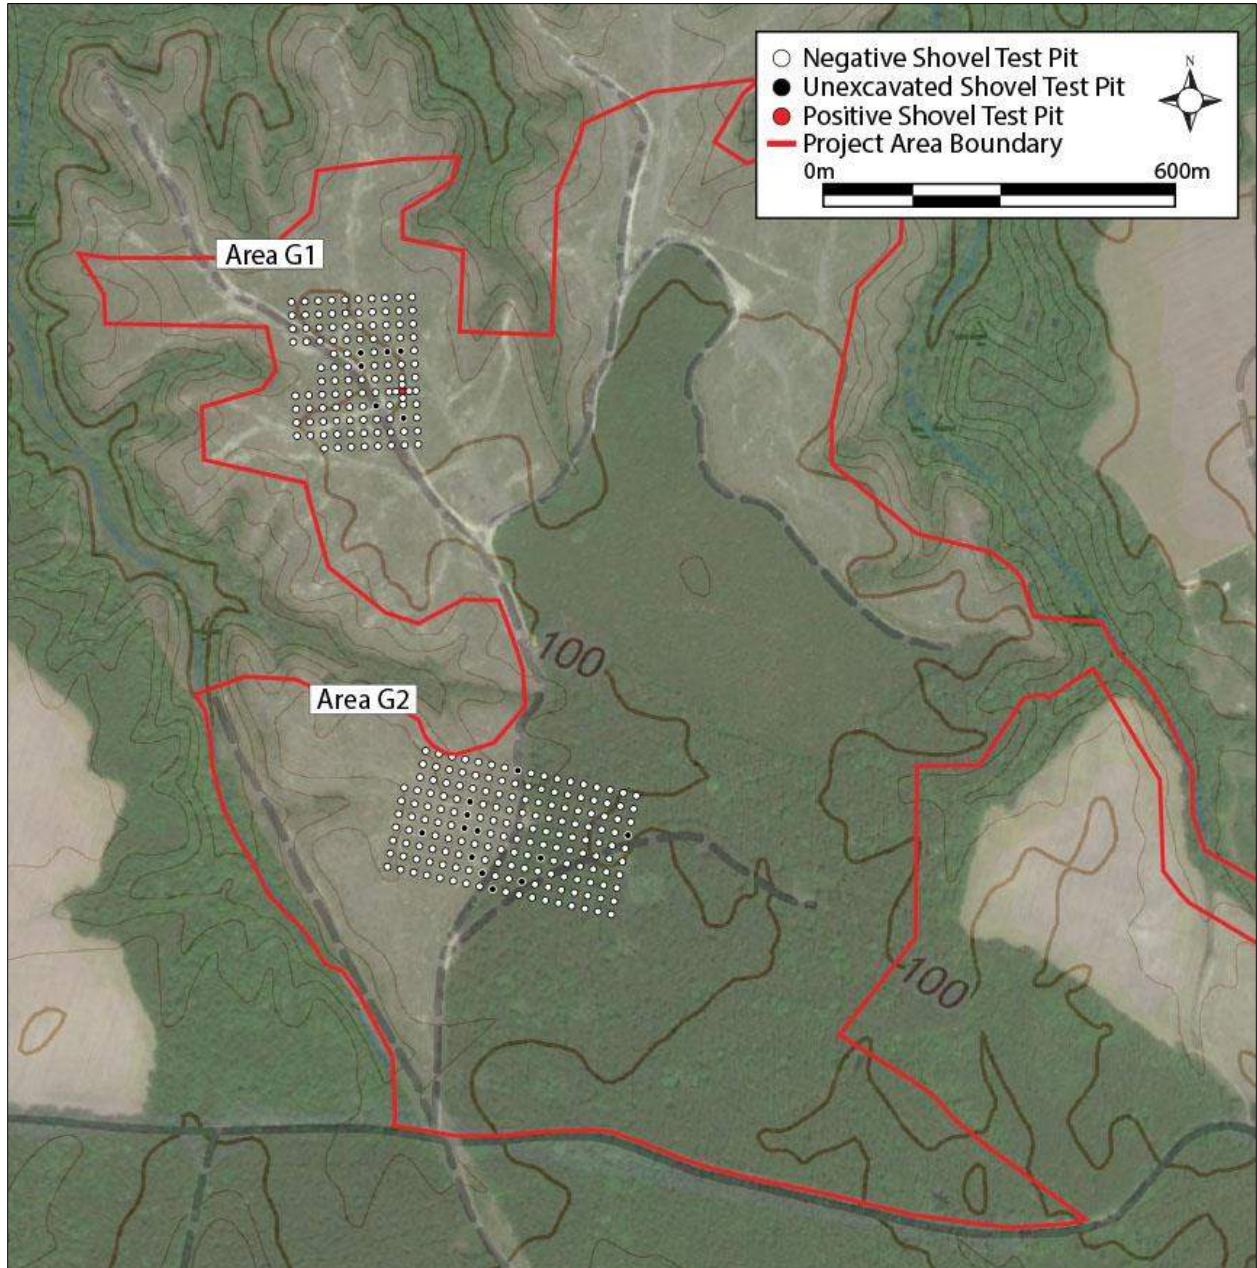 Negative Shovel Test Pit
N
Unexcavated Shovel Test Pit
Positive Shovel Test Pit
Project Area Boundary
0m 600m
Area G1
100
Area G2
100